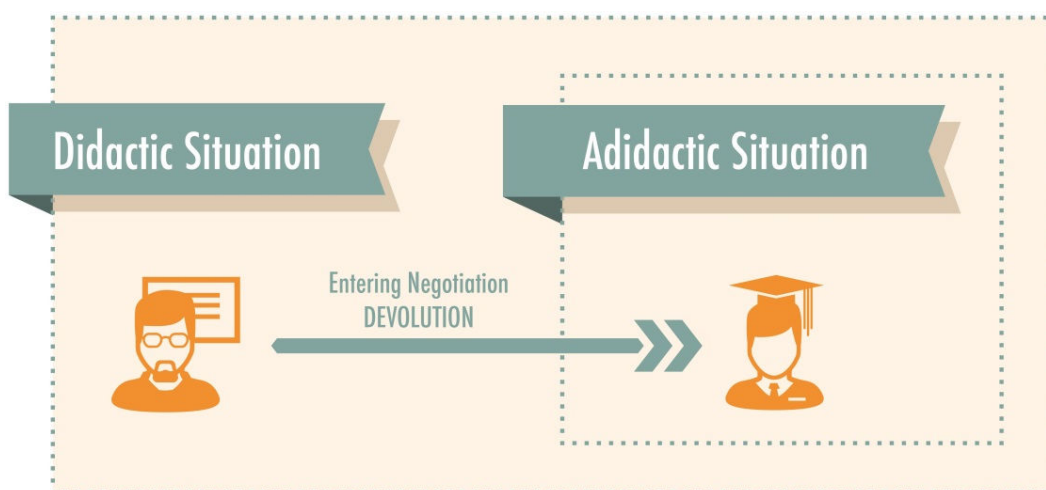 Didactic Situation
Adidactic Situation
Entering Negotiation
DEVOLUTION